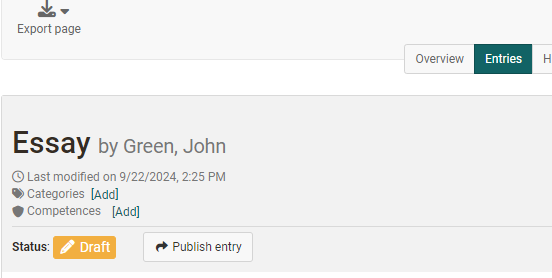 Export page
Overview Entries H
Essay by Green, John
Last modified on 9/22/2024, 2:25 PM
Categories [Add]
Competences [Add]
Status: Draft Publish entry